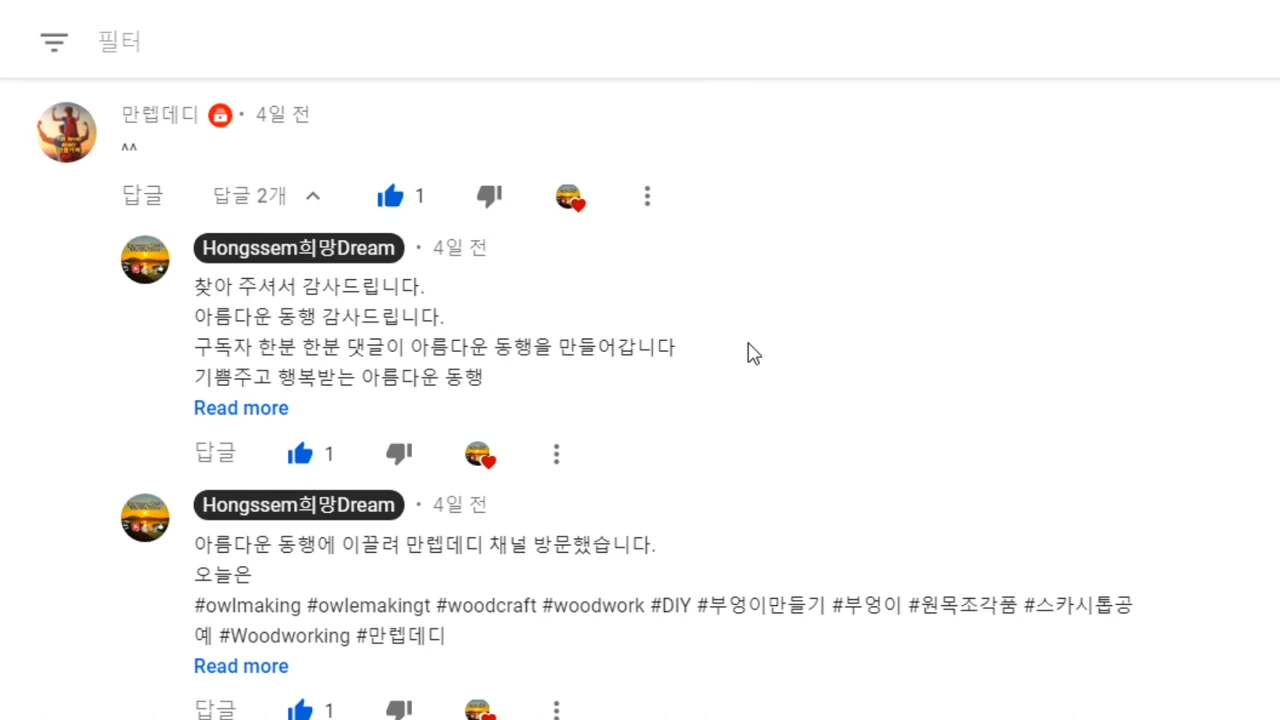 필터
만렙데디 • 4일 전
^^
답글 답글 2개 1
Hongssem희망Dream • 4일 전
찾아 주셔서 감사드립니다.
아름다운 동행 감사드립니다.
구독자 한분 한분 댓글이 아름다운 동행을 만들어갑니다
기쁨주고 행복받는 아름다운 동행
Read more
답글 1
Hongssem희망Dream • 4일 전
아름다운 동행에 이끌려 만렙데디 채널 방문했습니다.
오늘은
#owlmaking #owlemakingt #woodcraft #woodwork #DIY #부엉이만들기 #부엉이 #원목조각품 #스카시톱공
예 #Woodworking #만렙데디
Read more
답글 1